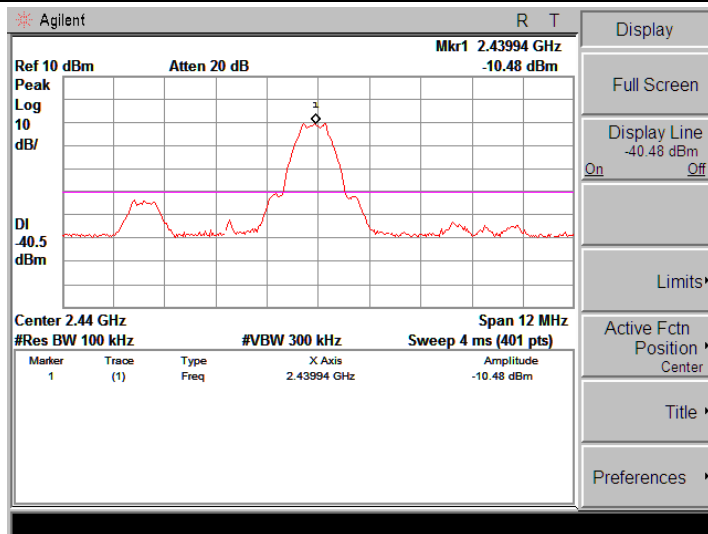 Agilent
R T
Mkr1 2.43994 GHz
Ref 10 dBm
Atten 20 dB
-10.48 dBm
Peak
Log
10
dB/
1
DI
-40.5
dBm
Center 2.44 GHz
Span 12 MHz
#Res BW 100 kHz
#VBW 300 kHz
Sweep 4 ms (401 pts)
Marker Trace Type X Axis Amplitude
1 (1) Freq 2.43994 GHz -10.48 dBm
Display
Full Screen
Display Line
-40.48 dBm
On Off
Limits
Active Fctn
Position
Center
Title
Preferences